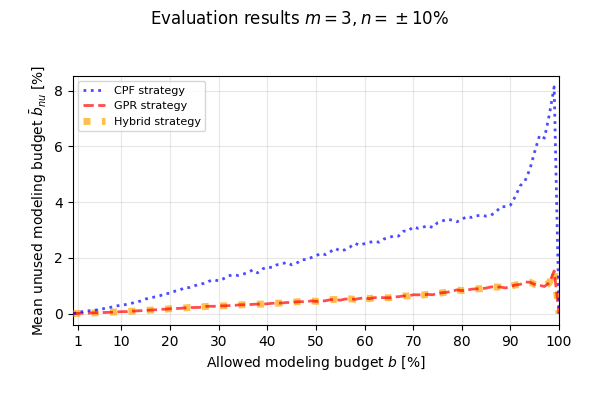 Evaluation results m = 3, n = ±10%
Mean unused modeling budget b̄ₙᵤ [%]
8
6
4
2
0
CPF strategy
GPR strategy
Hybrid strategy
1 10 20 30 40 50 60 70 80 90 100
Allowed modeling budget b [%]